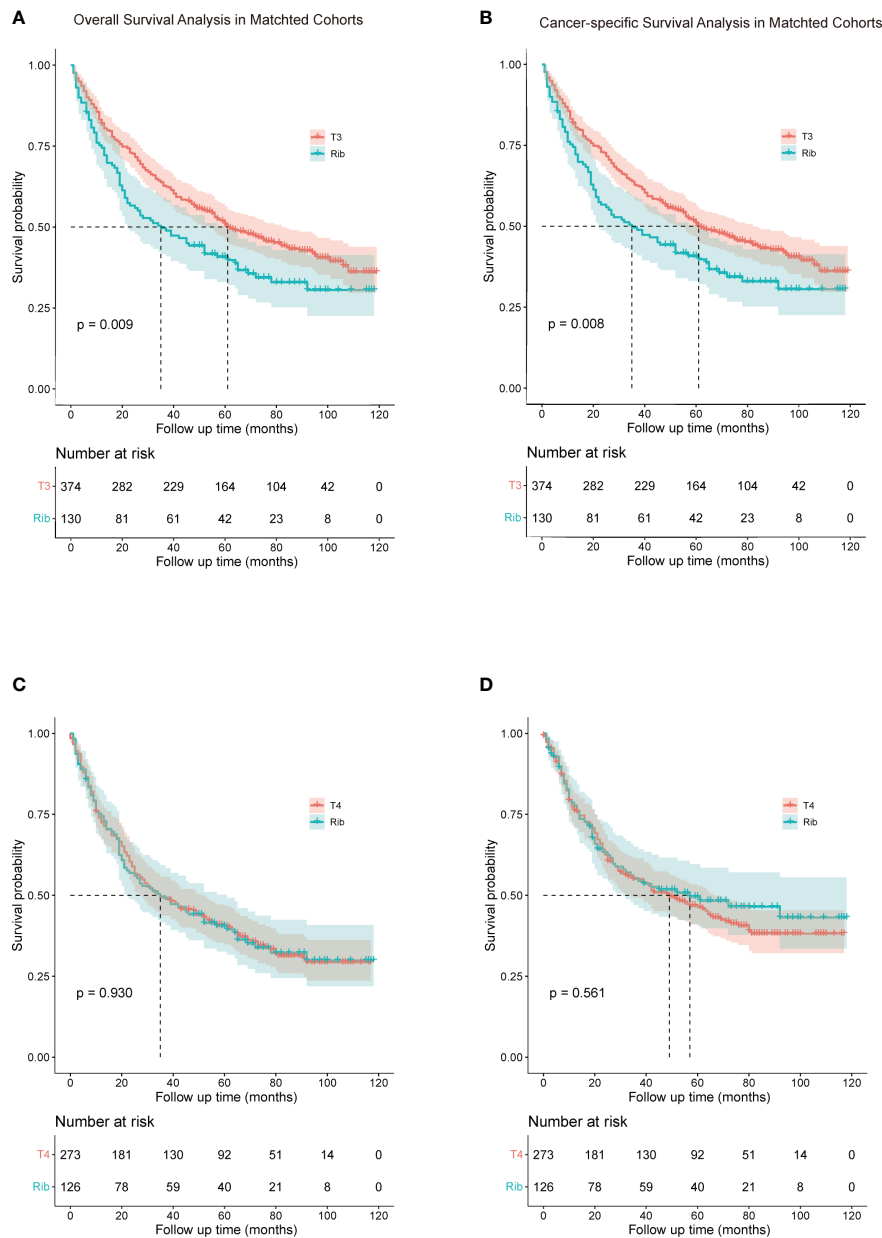 A
Overall Survival Analysis in Matchted Cohorts
1.00
0.75
0.50
0.25
0.00
Survival probability
T3
Rib
p = 0.009
0 20 40 60 80 100 120
Follow up time (months)
Number at risk
T3 374 282 229 164 104 42 0
Rib 130 81 61 42 23 8 0
0 20 40 60 80 100 120
Follow up time (months)
B
Cancer-specific Survival Analysis in Matchted Cohorts
1.00
0.75
0.50
0.25
0.00
Survival probability
T3
Rib
p = 0.008
0 20 40 60 80 100 120
Follow up time (months)
Number at risk
T3 374 282 229 164 104 42 0
Rib 130 81 61 42 23 8 0
0 20 40 60 80 100 120
Follow up time (months)
C
1.00
0.75
0.50
0.25
0.00
Survival probability
T4
Rib
p = 0.930
0 20 40 60 80 100 120
Follow up time (months)
Number at risk
T4 273 181 130 92 51 14 0
Rib 126 78 59 40 21 8 0
0 20 40 60 80 100 120
Follow up time (months)
D
1.00
0.75
0.50
0.25
0.00
Survival probability
T4
Rib
p = 0.561
0 20 40 60 80 100 120
Follow up time (months)
Number at risk
T4 273 181 130 92 51 14 0
Rib 126 78 59 40 21 8 0
0 20 40 60 80 100 120
Follow up time (months)